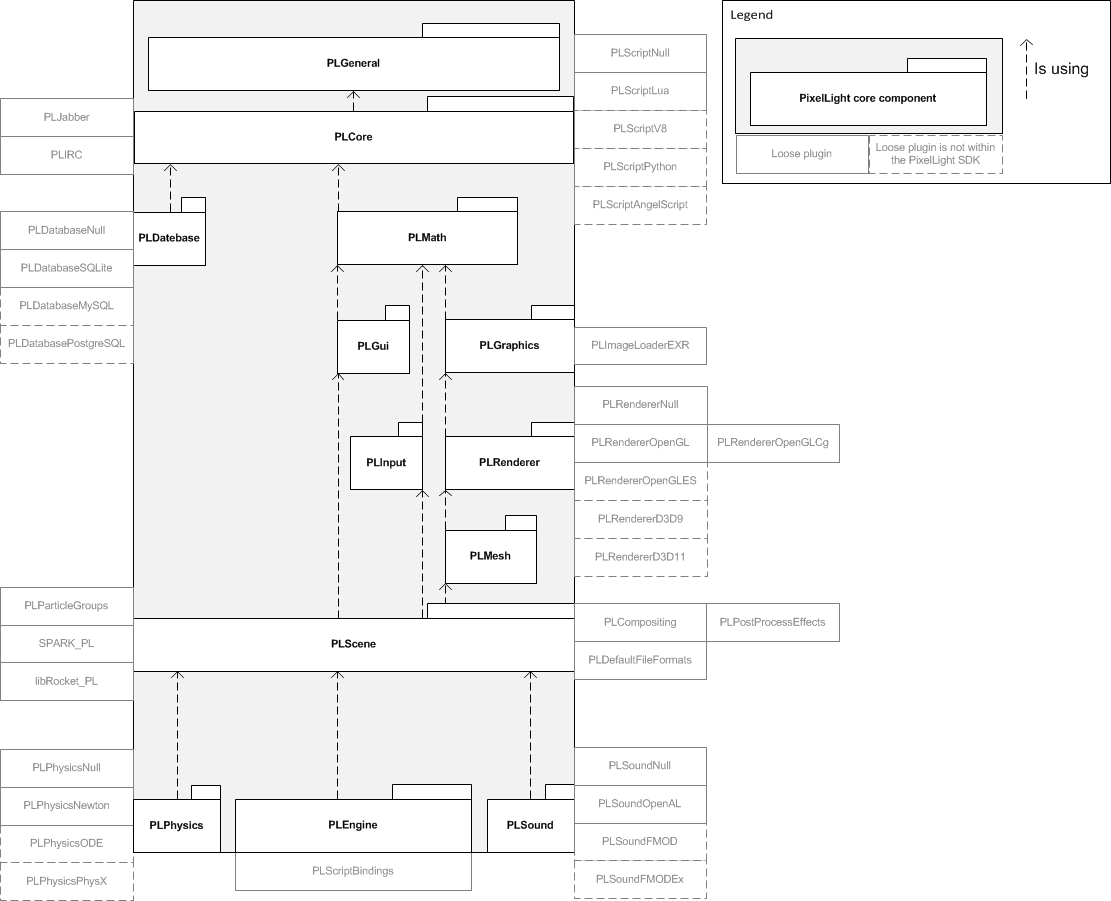 Legend
PLGeneral
PLScriptNull
Is using
PLScriptLua
PixelLight core component
PLJabber
PLCore
PLScriptV8
PLIRC
Loose plugin
Loose plugin is not within
the PixelLight SDK
PLScriptPython
PLScriptAngelScript
PLDatabaseNull
PLDatebase
PLMath
PLDatabaseSQLite
PLDatabaseMySQL
PLDatabasePostgreSQL
PLGui
PLGraphics
PLImageLoaderEXR
PLRendererNull
PLRendererOpenGL
PLRendererOpenGLCg
PLInput
PLRenderer
PLRendererOpenGLES
PLRendererD3D9
PLMesh
PLRendererD3D11
PLParticleGroups
PLCompositing
PLPostProcessEffects
SPARK_PL
PLScene
PLDefaultFileFormats
libRocket_PL
PLPhysicsNull
PLSoundNull
PLPhysicsNewton
PLSoundOpenAL
PLPhysics
PLEngine
PLSound
PLPhysicsODE
PLSoundFMOD
PLScriptBindings
PLPhysicsPhysX
PLSoundFMODEx